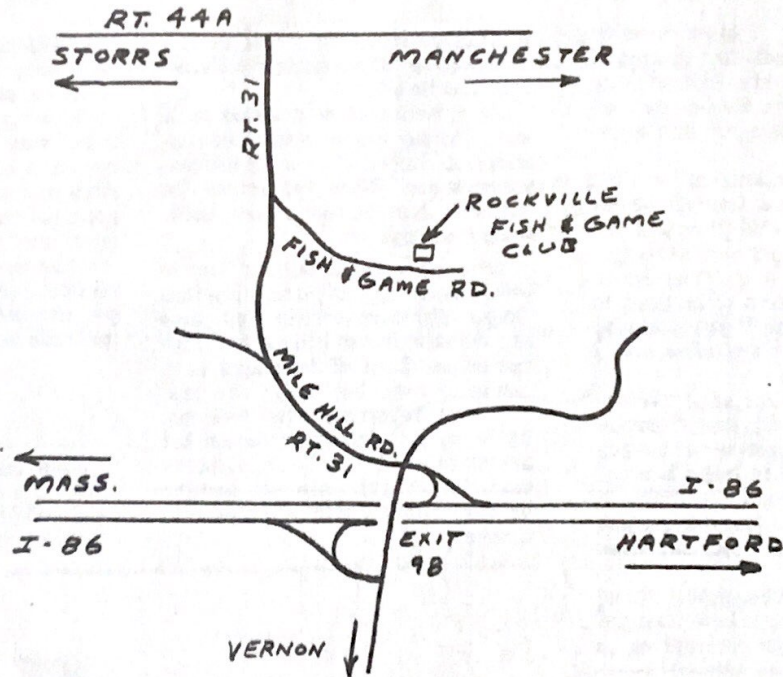 RT. 44A
STORRS
MANCHESTER
RT. 31
ROCKVILLE
FISH & GAME
CLUB
FISH & GAME RD.
MILE HILL RD.
RT. 31
MASS.
I-86
I-86
EXIT
98
HARTFORD
VERNON